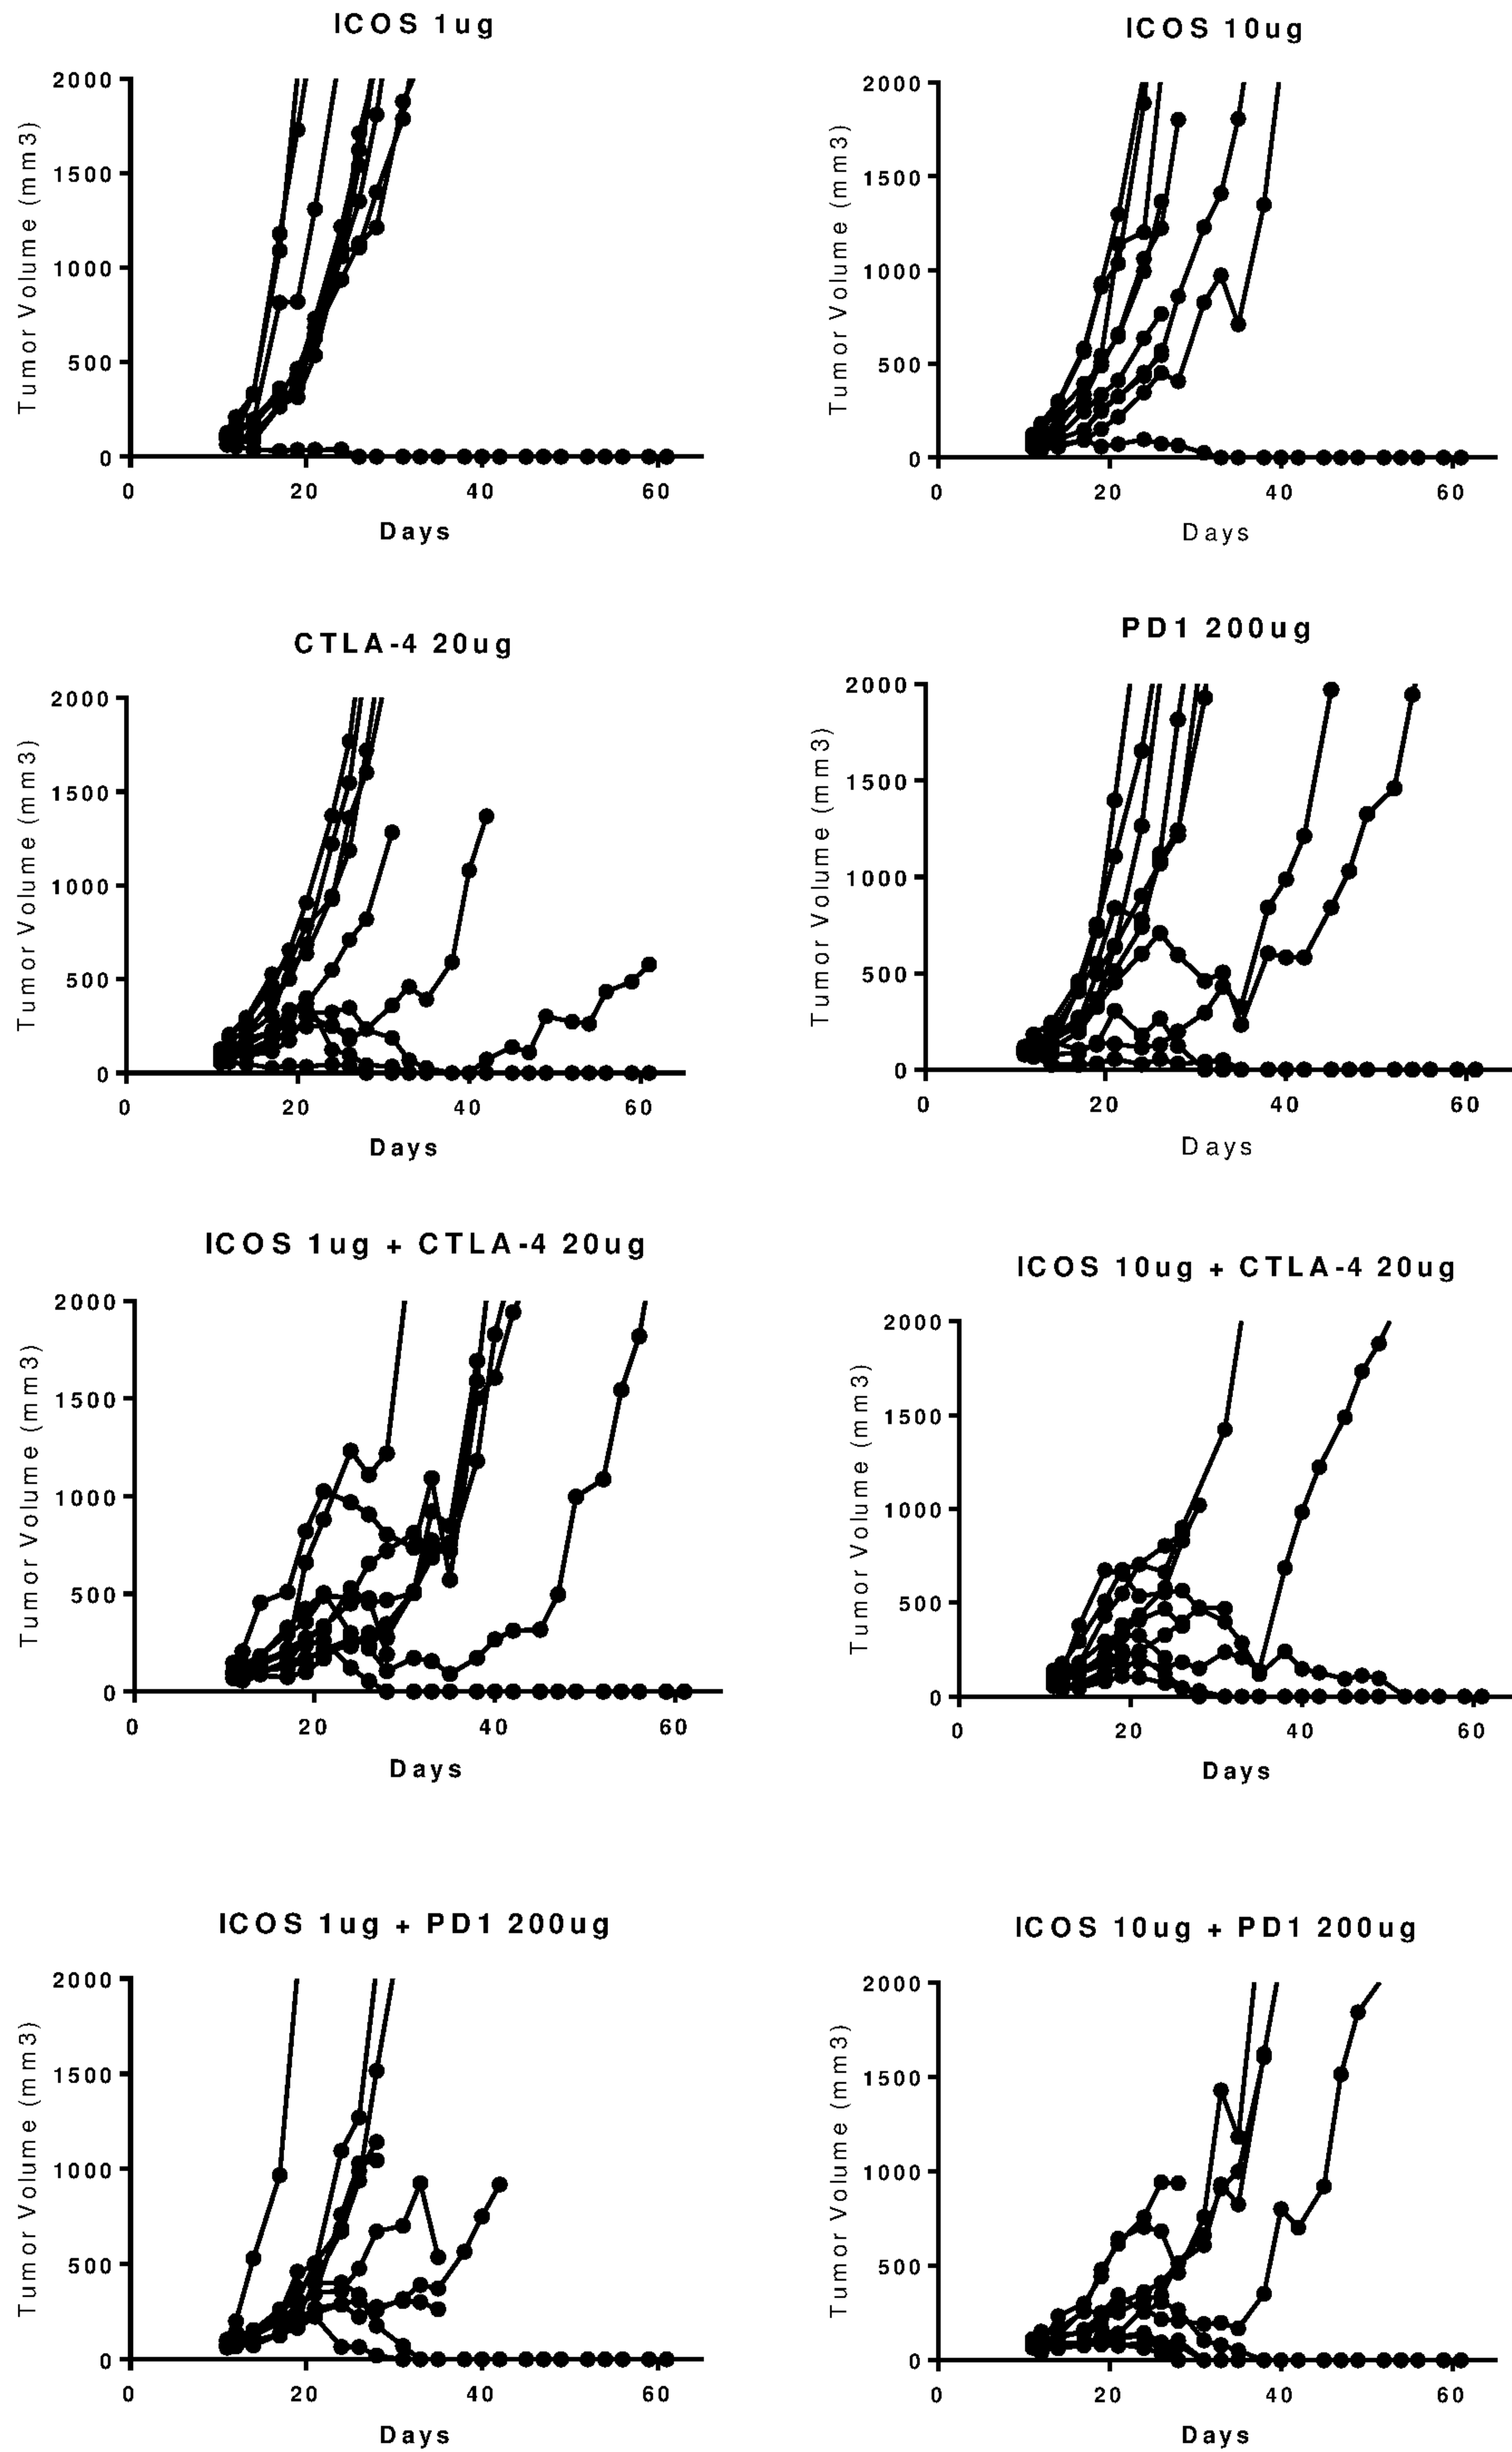 ICOS 1ug
Tumor Volume (mm3)
2000
1500
1000
500
0
0 20 40 60
Days
ICOS 10ug
Tumor Volume (mm3)
2000
1500
1000
500
0
0 20 40 60
Days
CTLA-4 20ug
Tumor Volume (mm3)
2000
1500
1000
500
0
0 20 40 60
Days
PD1 200ug
Tumor Volume (mm3)
2000
1500
1000
500
0
0 20 40 60
Days
ICOS 1ug + CTLA-4 20ug
Tumor Volume (mm3)
2000
1500
1000
500
0
0 20 40 60
Days
ICOS 10ug + CTLA-4 20ug
Tumor Volume (mm3)
2000
1500
1000
500
0
0 20 40 60
Days
ICOS 1ug + PD1 200ug
Tumor Volume (mm3)
2000
1500
1000
500
0
0 20 40 60
Days
ICOS 10ug + PD1 200ug
Tumor Volume (mm3)
2000
1500
1000
500
0
0 20 40 60
Days